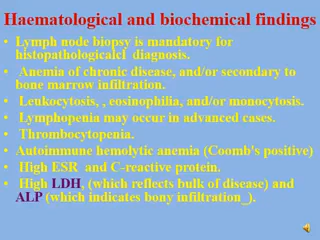 Haematological and biochemical findings
• Lymph node biopsy is mandatory for
histopathologicalcl diagnosis.
• Anemia of chronic disease, and/or secondary to
bone marrow infiltration.
• Leukocytosis, , eosinophilia, and/or monocytosis.
• Lymphopenia may occur in advanced cases.
• Thrombocytopenia.
• Autoimmune hemolytic anemia (Coomb's positive)
• High ESR and C-reactive protein.
• High LDH, (which reflects bulk of disease) and
ALP (which indicates bony infiltration_).